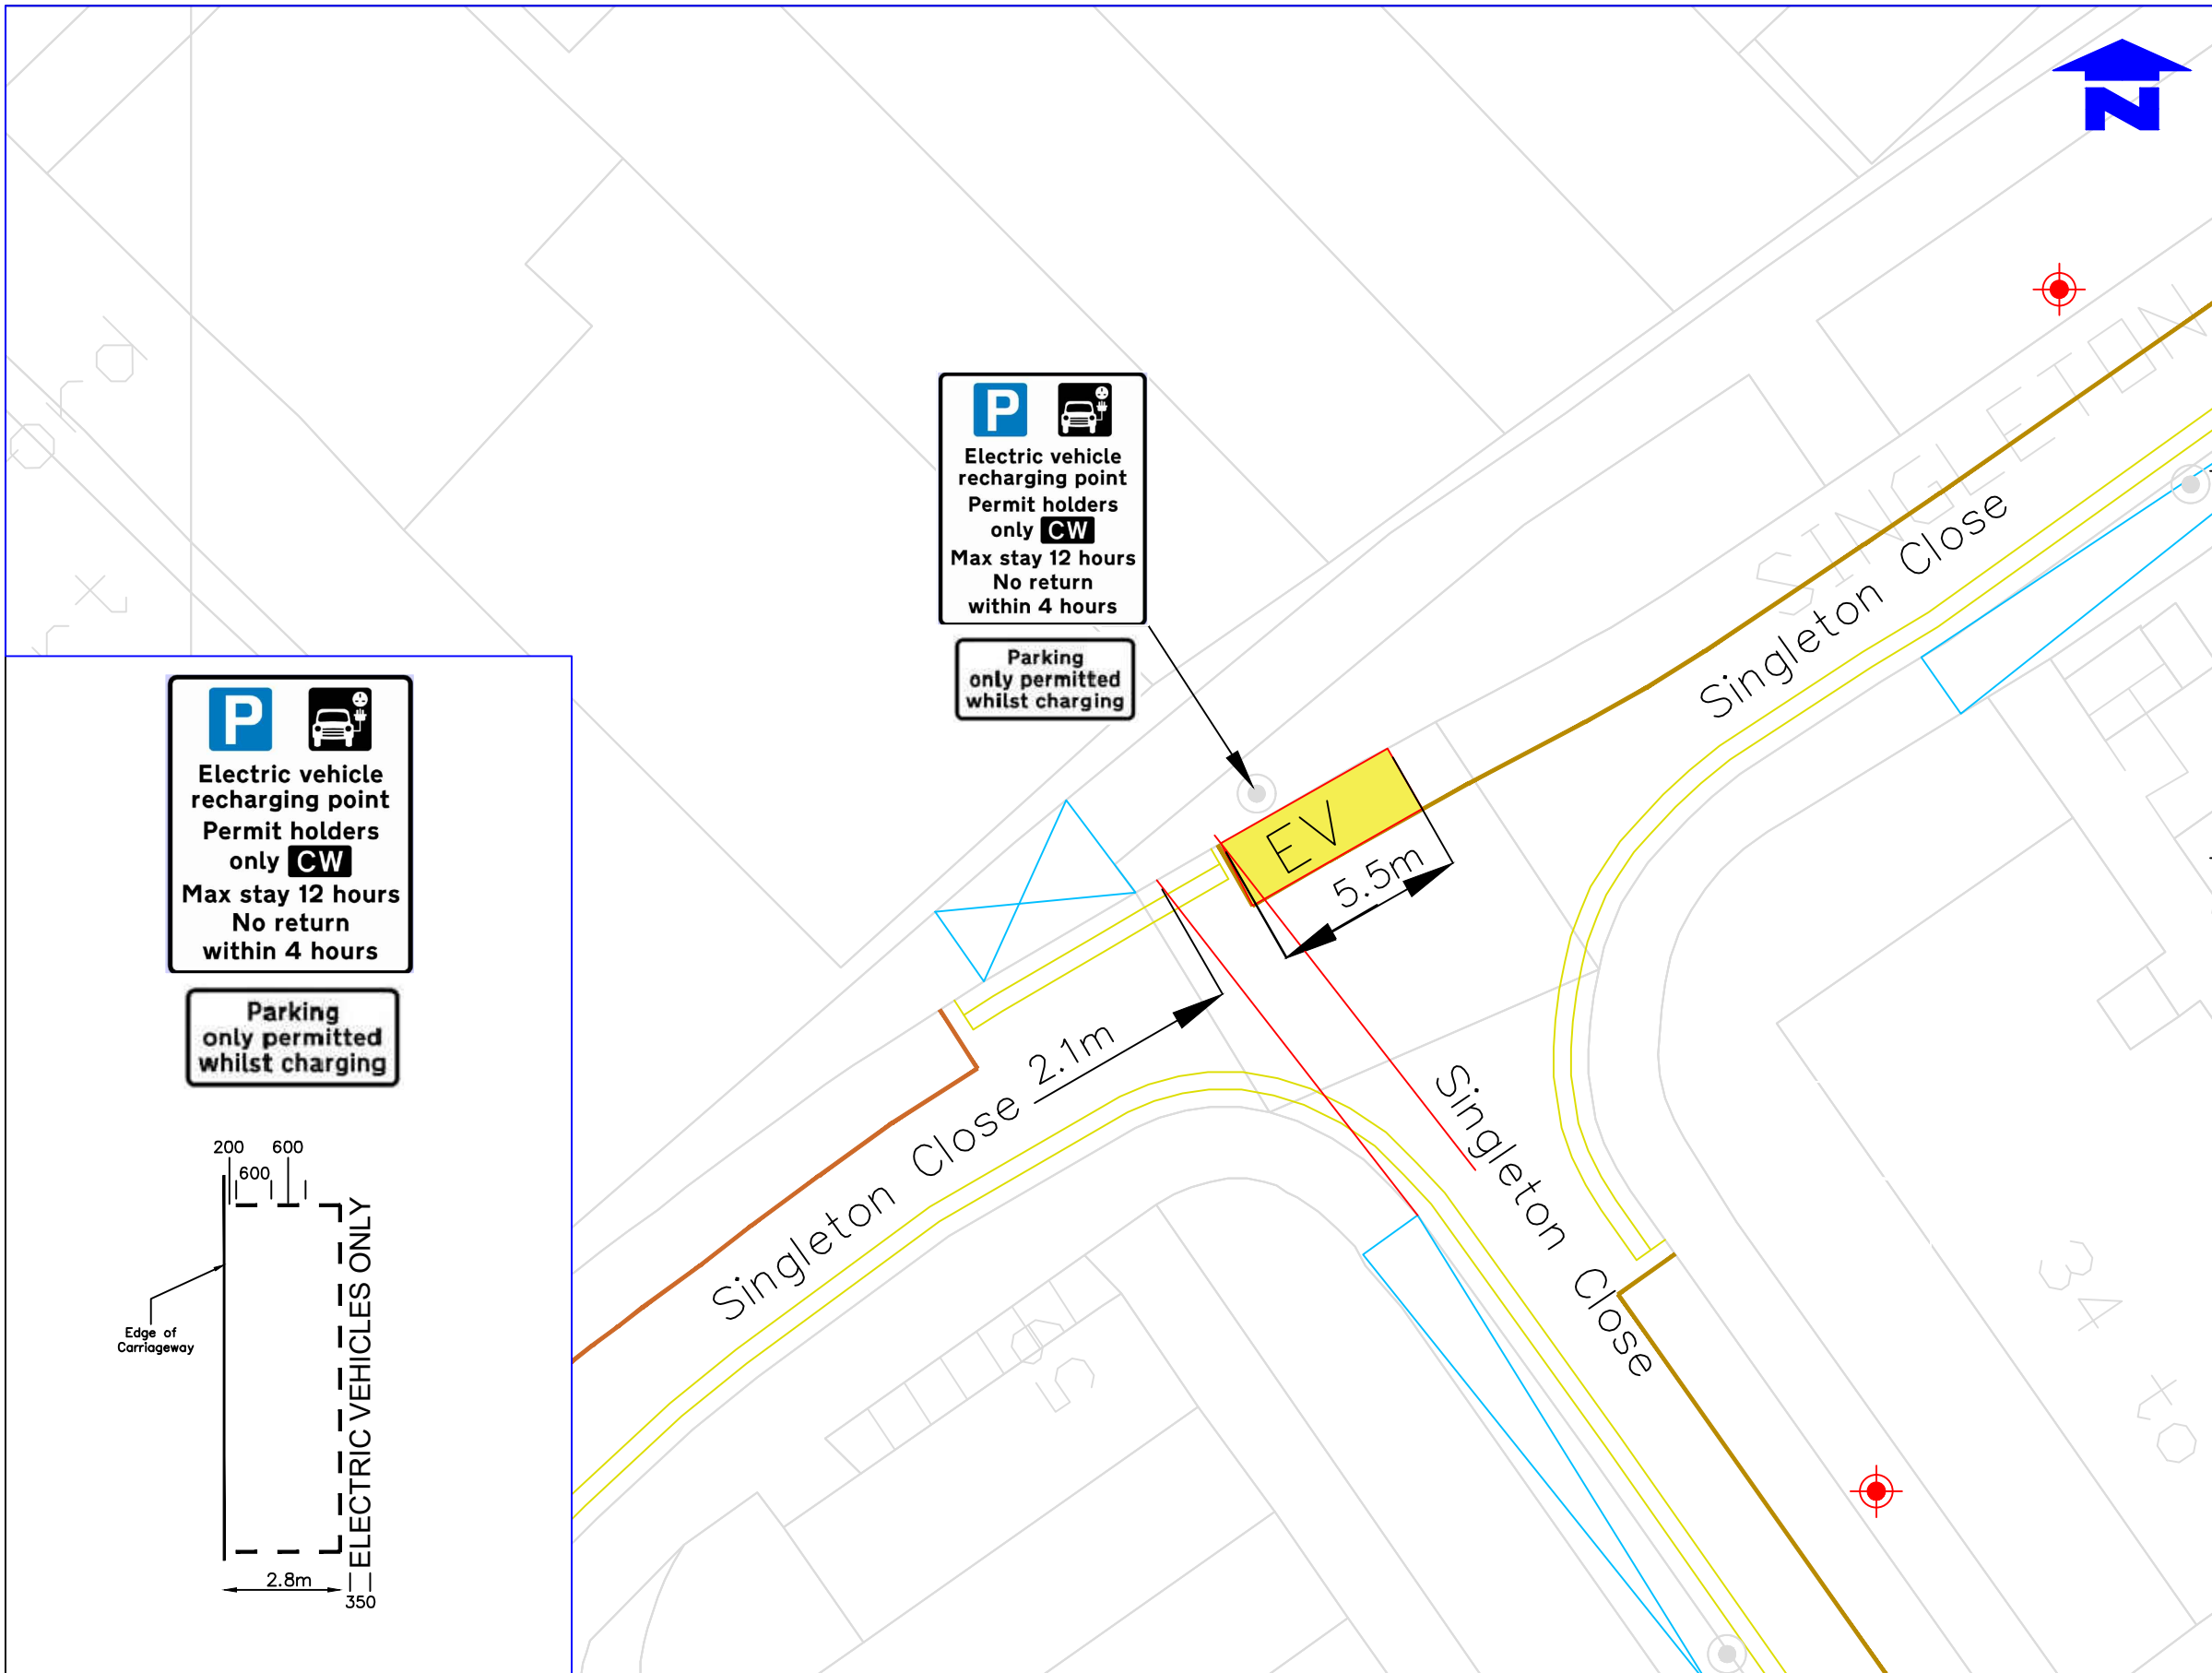 N
P
Electric vehicle
recharging point
Permit holders
only CW
Max stay 12 hours
No return
within 4 hours
Parking
only permitted
whilst charging
SINGLETON
Singleton Close
EV
5.5m
2.1m
Singleton Close
Singleton Close
59
34
P
Electric vehicle
recharging point
Permit holders
only CW
Max stay 12 hours
No return
within 4 hours
Parking
only permitted
whilst charging
200 600
600
ELECTRIC VEHICLES ONLY
Edge of
Carriageway
2.8m
350